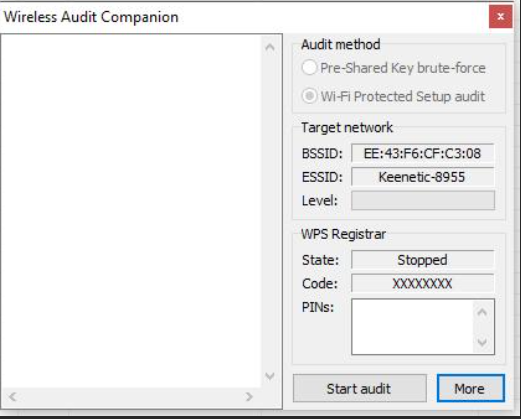 Wireless Audit Companion
x
Audit method
Pre-Shared Key brute-force
Wi-Fi Protected Setup audit
Target network
BSSID: EE:43:F6:CF:C3:08
ESSID: Keenetic-8955
Level:
WPS Registrar
State: Stopped
Code: XXXXXXXX
PINs:
Start audit More